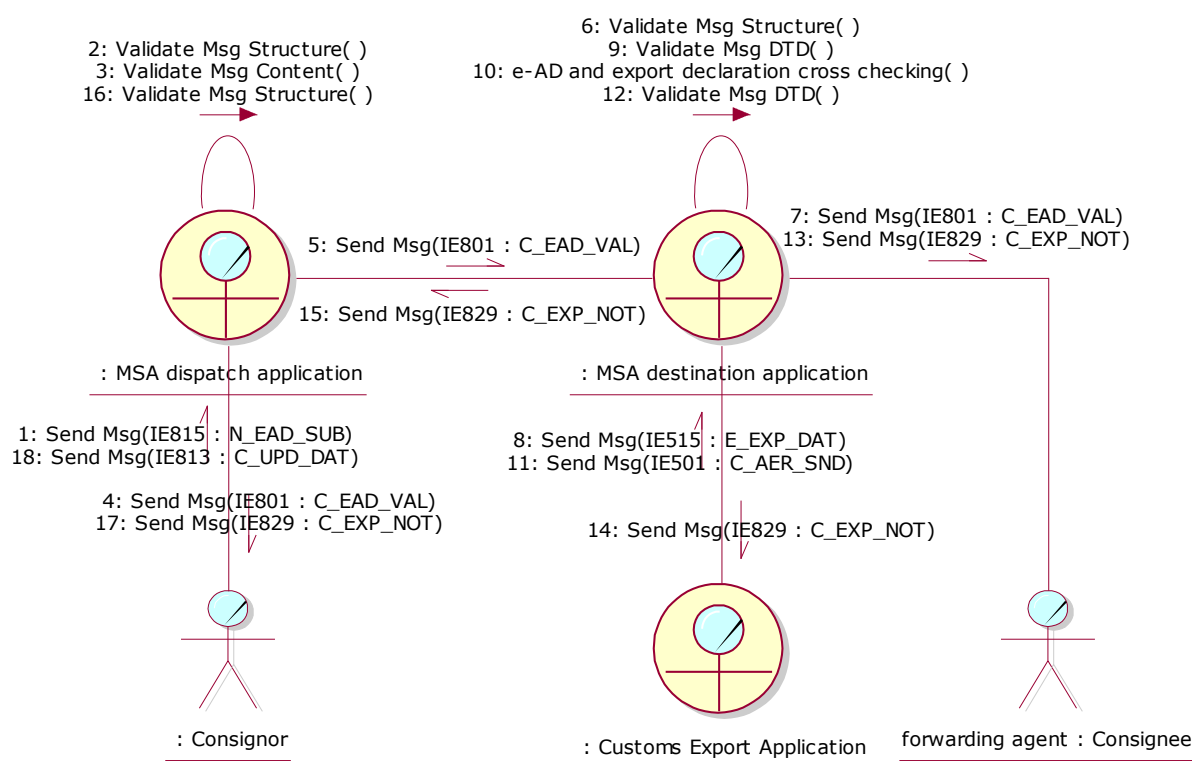 6: Validate Msg Structure( )
9: Validate Msg DTD( )
10: e-AD and export declaration cross checking( )
12: Validate Msg DTD( )
2: Validate Msg Structure( )
3: Validate Msg Content( )
16: Validate Msg Structure( )
7: Send Msg(IE801 : C_EAD_VAL)
13: Send Msg(IE829 : C_EXP_NOT)
5: Send Msg(IE801 : C_EAD_VAL)
15: Send Msg(IE829 : C_EXP_NOT)
: MSA dispatch application
: MSA destination application
1: Send Msg(IE815 : N_EAD_SUB)
18: Send Msg(IE813 : C_UPD_DAT)
8: Send Msg(IE515 : E_EXP_DAT)
11: Send Msg(IE501 : C_AER_SND)
4: Send Msg(IE801 : C_EAD_VAL)
17: Send Msg(IE829 : C_EXP_NOT)
14: Send Msg(IE829 : C_EXP_NOT)
: Consignor
: Customs Export Application
forwarding agent : Consignee